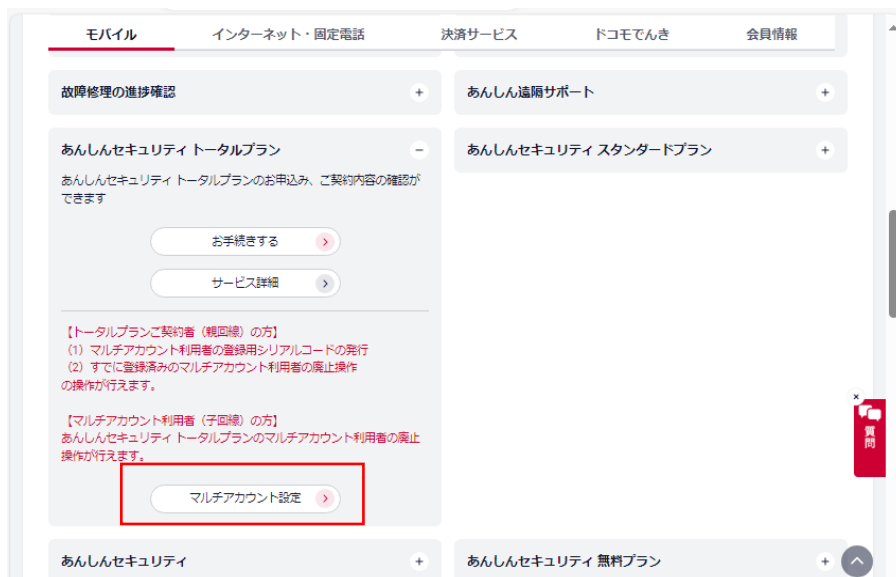 モバイル
インターネット・固定電話
決済サービス
ドコモでんき
会員情報
故障修理の進捗確認
+
あんしん遠隔サポート
+
あんしんセキュリティ トータルプラン
−
あんしんセキュリティ スタンダードプラン
+
あんしんセキュリティ トータルプランのお申込み、ご契約内容の確認が
できます
お手続きする
サービス詳細
【トータルプランご契約者（親回線）の方】
（1）マルチアカウント利用者の登録用シリアルコードの発行
（2）すでに登録済みのマルチアカウント利用者の廃止操作
の操作が行えます。
【マルチアカウント利用者（子回線）の方】
あんしんセキュリティ トータルプランのマルチアカウント利用者の廃止
操作が行えます。
マルチアカウント設定
×
質問
あんしんセキュリティ
+
あんしんセキュリティ 無料プラン
+